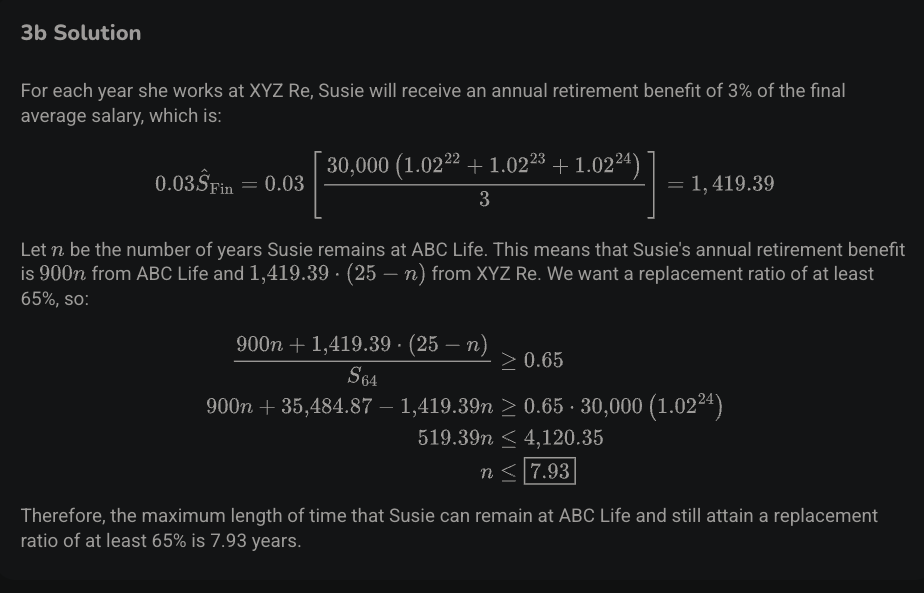 3b Solution
For each year she works at XYZ Re, Susie will receive an annual retirement benefit of 3% of the final
average salary, which is:
$0.03\hat{S}_{\text{Fin}} = 0.03\left[\frac{30{,}000\left(1.02^{22} + 1.02^{23} + 1.02^{24}\right)}{3}\right] = 1,419.39$
Let $n$ be the number of years Susie remains at ABC Life. This means that Susie's annual retirement benefit
is $900n$ from ABC Life and $1{,}419.39 \cdot (25 - n)$ from XYZ Re. We want a replacement ratio of at least
65%, so:
$\frac{900n + 1{,}419.39 \cdot (25 - n)}{S_{64}} \geq 0.65$
$900n + 35{,}484.87 - 1{,}419.39n \geq 0.65 \cdot 30{,}000\left(1.02^{24}\right)$
$519.39n \leq 4{,}120.35$
$n \leq \boxed{7.93}$
Therefore, the maximum length of time that Susie can remain at ABC Life and still attain a replacement
ratio of at least 65% is 7.93 years.